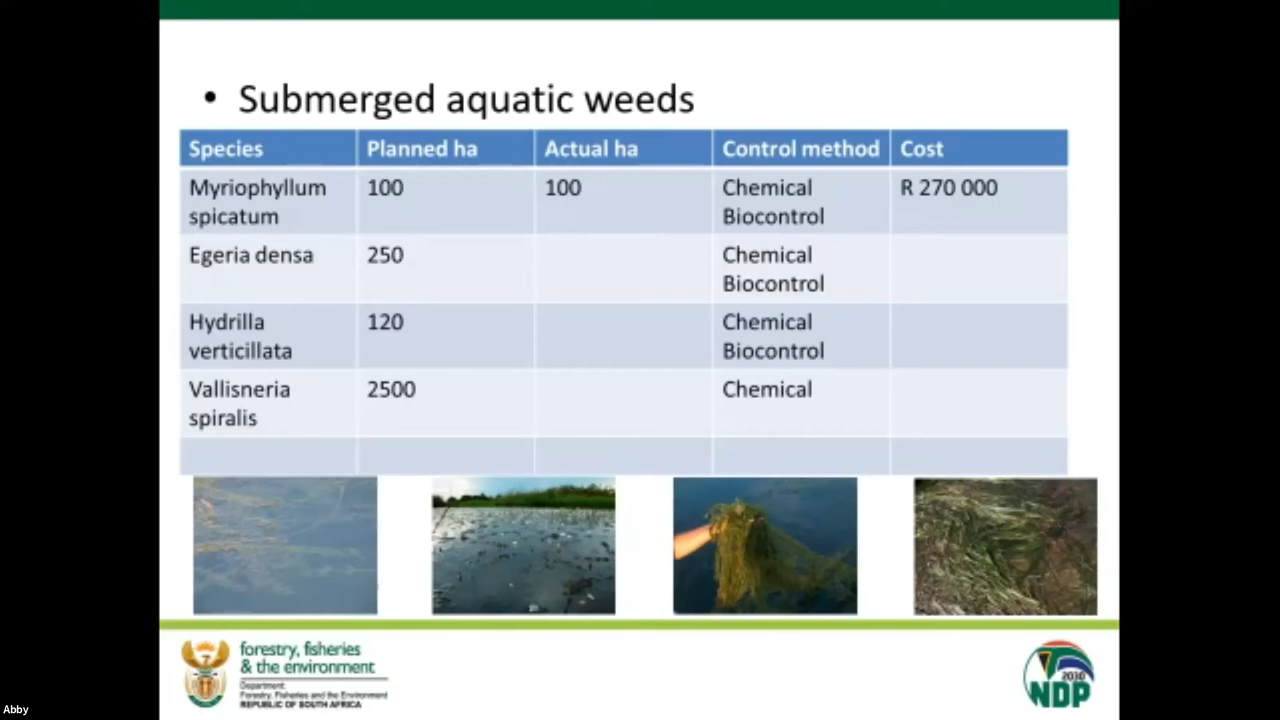 • Submerged aquatic weeds
Species Planned ha Actual ha Control method Cost
Myriophyllum spicatum 100 100 Chemical Biocontrol R 270 000
Egeria densa 250 Chemical Biocontrol
Hydrilla verticillata 120 Chemical Biocontrol
Vallisneria spiralis 2500 Chemical
forestry, fisheries
& the environment
Department:
Forestry, Fisheries and the Environment
REPUBLIC OF SOUTH AFRICA
2030
NDP
Abby